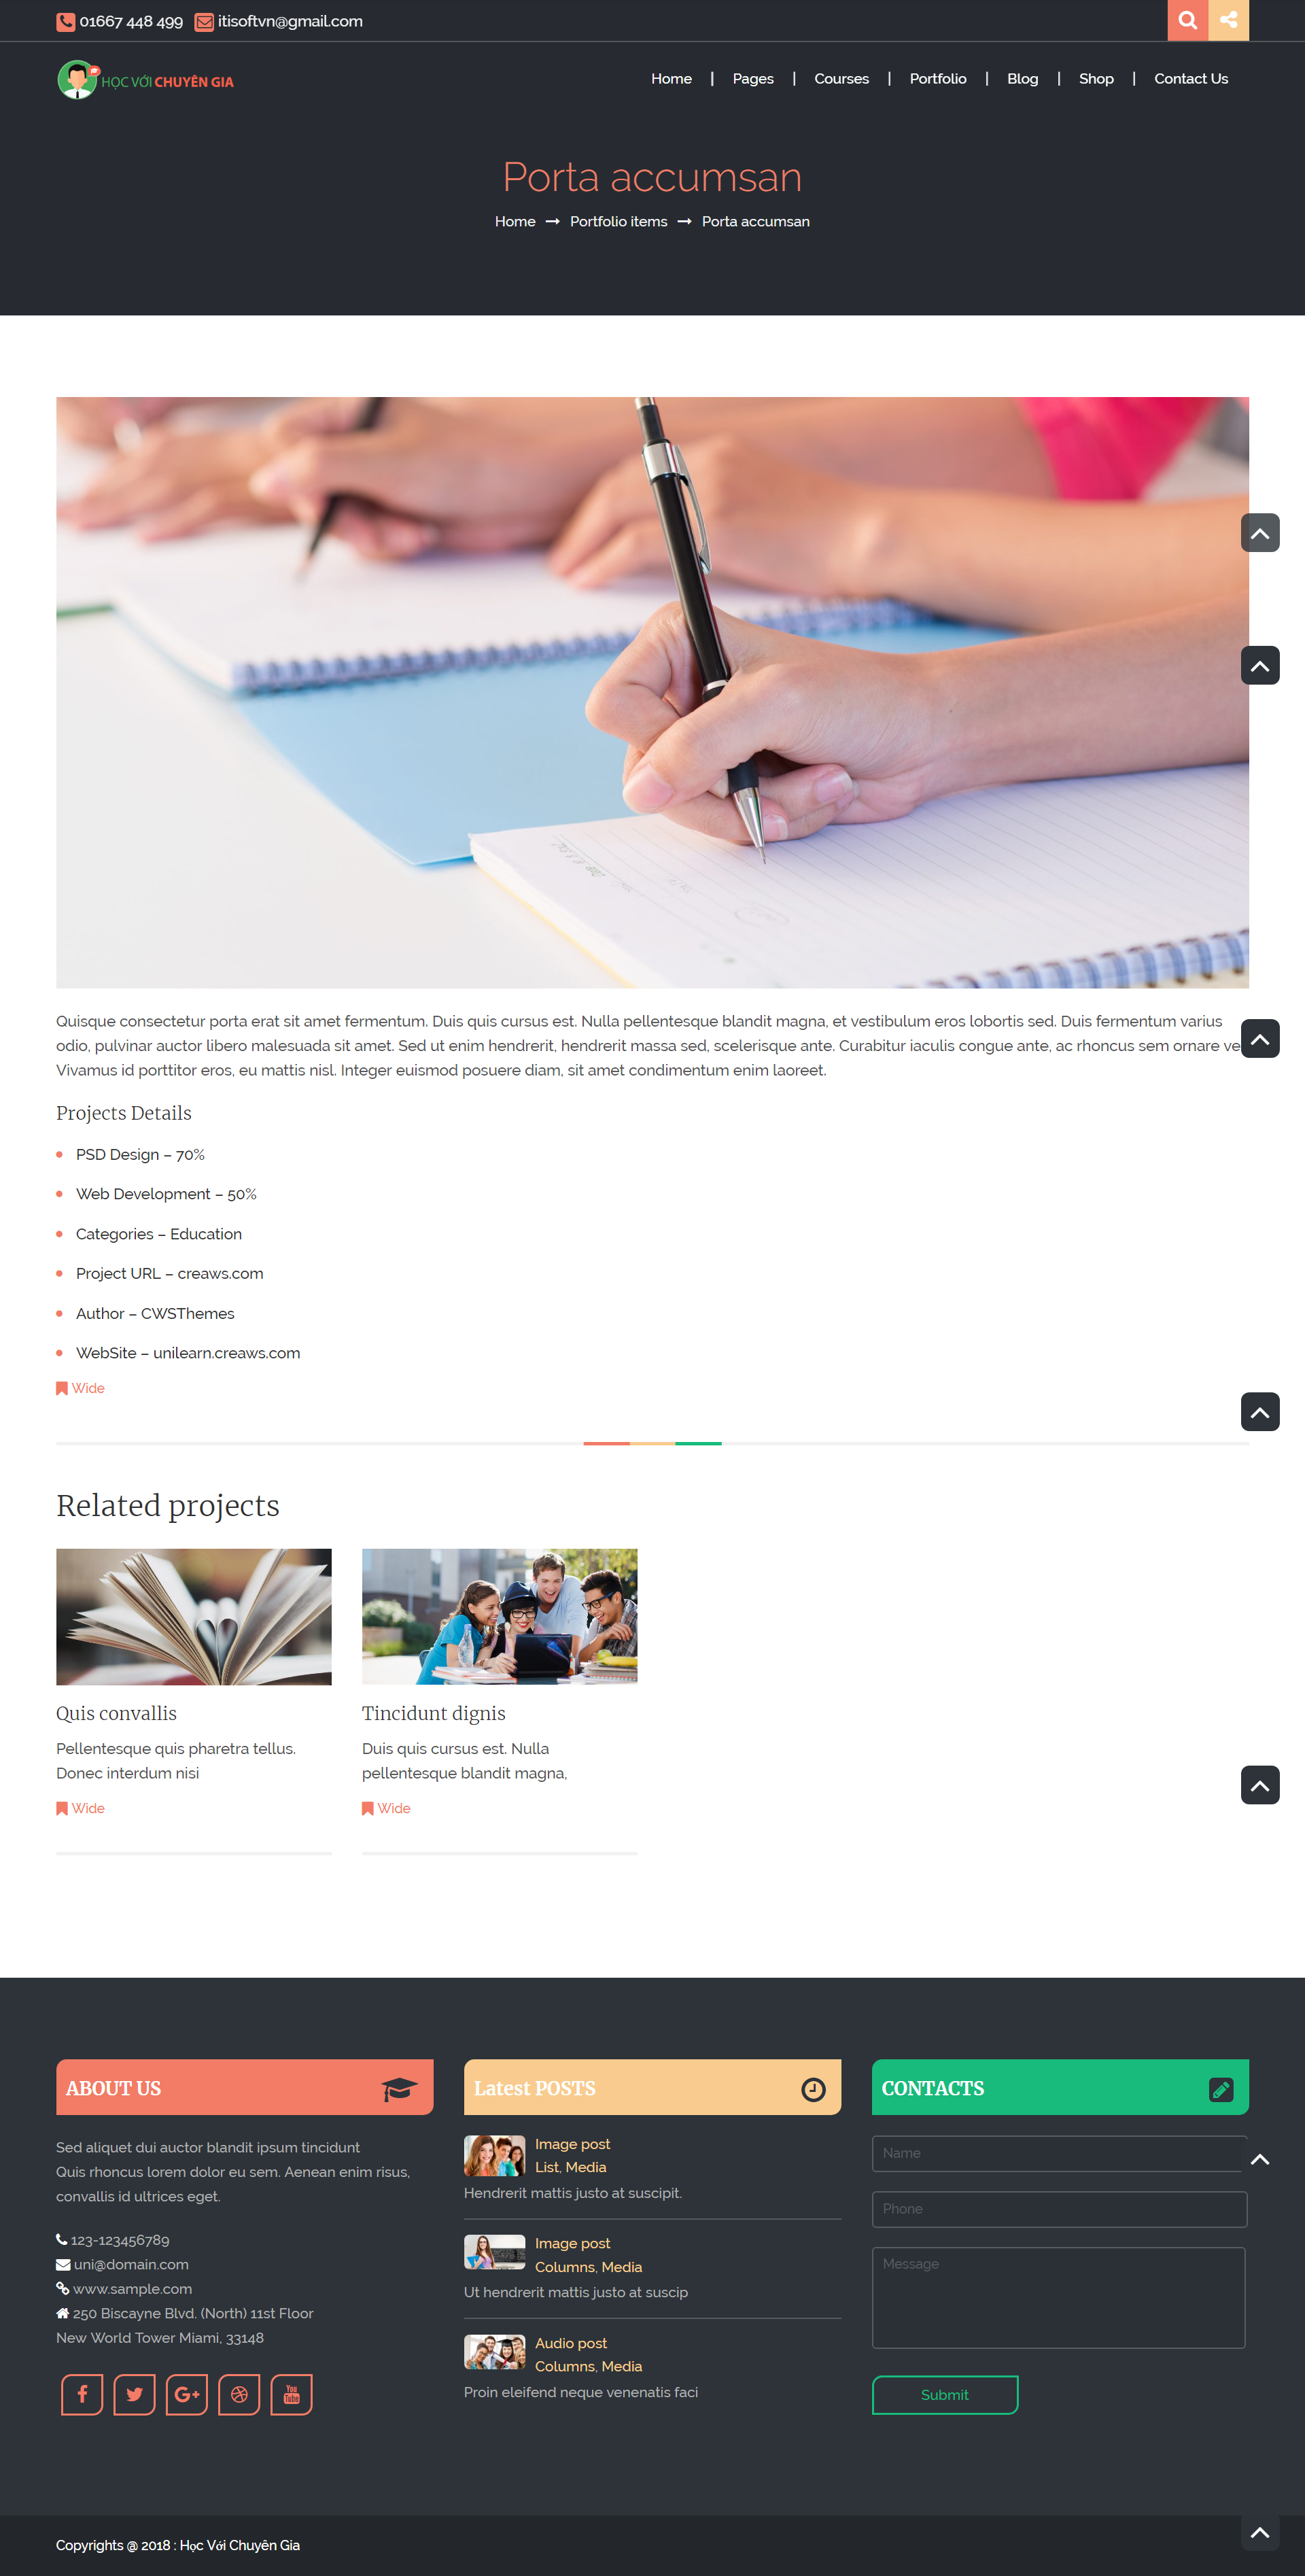 01667 448 499 itisoftvn@gmail.com
HỌC VỚI CHUYÊN GIA
Home | Pages | Courses | Portfolio | Blog | Shop | Contact Us
Porta accumsan
Home → Portfolio items → Porta accumsan
Quisque consectetur porta erat sit amet fermentum. Duis quis cursus est. Nulla pellentesque blandit magna, et vestibulum eros lobortis sed. Duis fermentum varius
odio, pulvinar auctor libero malesuada sit amet. Sed ut enim hendrerit, hendrerit massa sed, scelerisque ante. Curabitur iaculis congue ante, ac rhoncus sem ornare ve
Vivamus id porttitor eros, eu mattis nisl. Integer euismod posuere diam, sit amet condimentum enim laoreet.
Projects Details
PSD Design – 70%
Web Development – 50%
Categories – Education
Project URL – creaws.com
Author – CWSThemes
WebSite – unilearn.creaws.com
Wide
Related projects
Quis convallis
Pellentesque quis pharetra tellus.
Donec interdum nisi
Wide
Tincidunt dignis
Duis quis cursus est. Nulla
pellentesque blandit magna,
Wide
ABOUT US
Sed aliquet dui auctor blandit ipsum tincidunt
Quis rhoncus lorem dolor eu sem. Aenean enim risus,
convallis id ultrices eget.
123-123456789
uni@domain.com
www.sample.com
250 Biscayne Blvd. (North) 11st Floor
New World Tower Miami, 33148
You Tube
Latest POSTS
Image post
List, Media
Hendrerit mattis justo at suscipit.
Image post
Columns, Media
Ut hendrerit mattis justo at suscip
Audio post
Columns, Media
Proin eleifend neque venenatis faci
CONTACTS
Name
Phone
Message
Submit
Copyrights @ 2018 : Học Với Chuyên Gia